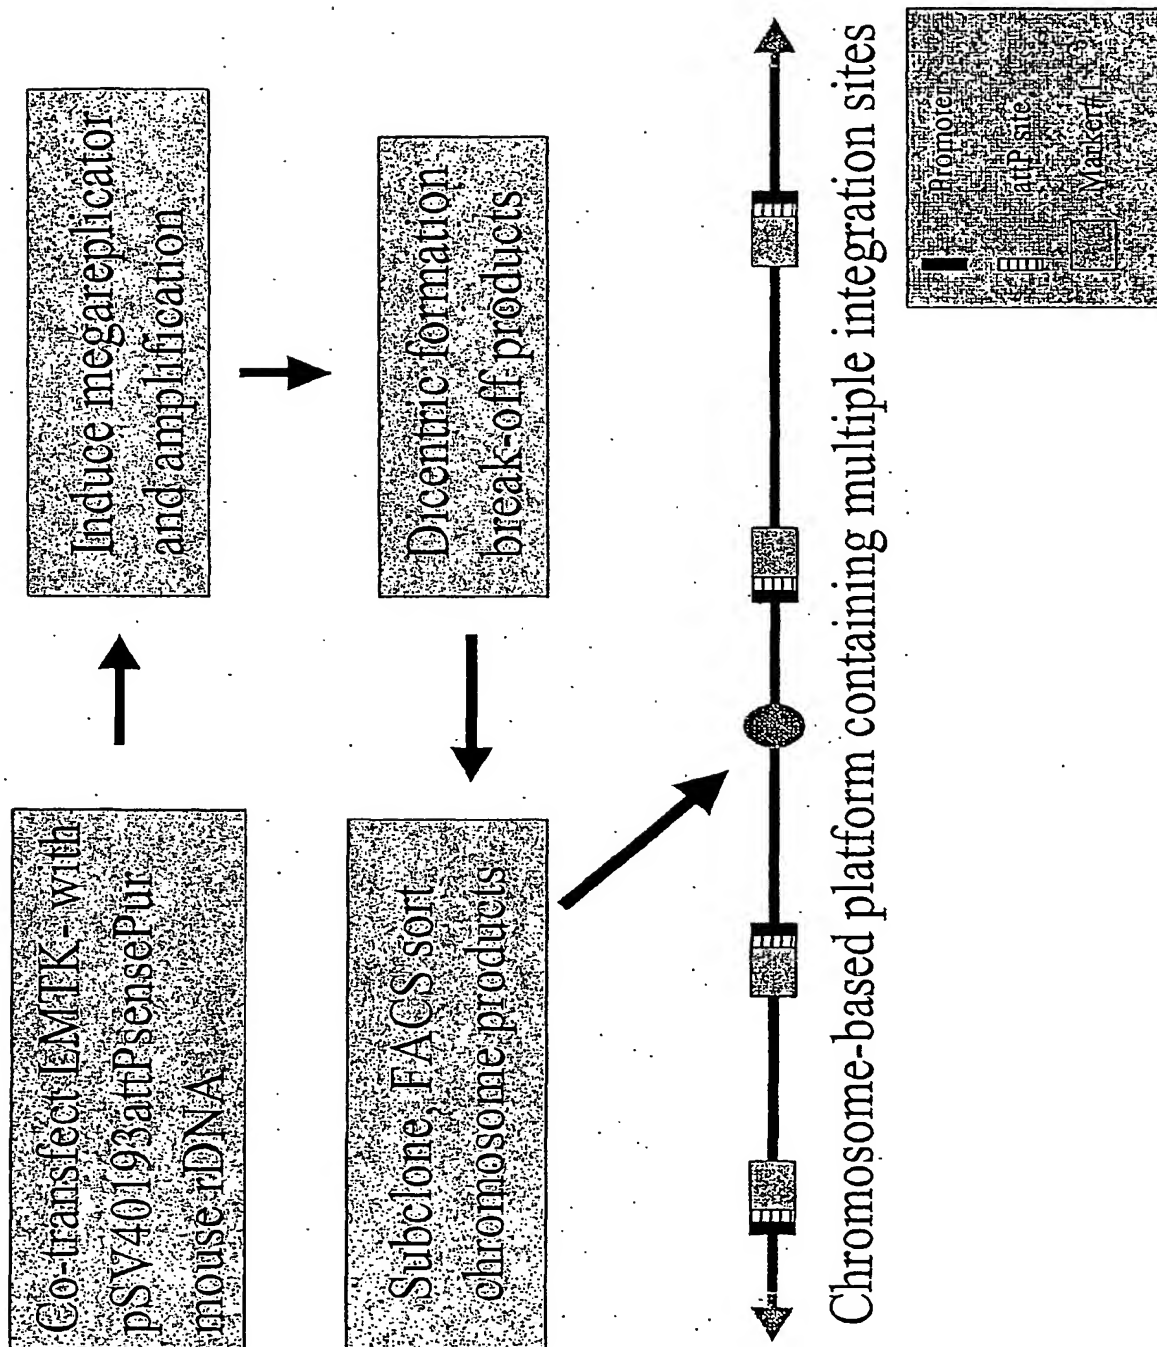 Co-transfect LMTK- with
pSV40193attPsensePur
mouse rDNA
Induce megareplicator
and amplification
Dicentric formation
break-off products
Subclone, FACS sort
chromosome products
Chromosome-based platform containing multiple integration sites
Promoter
attP site
Marker#1